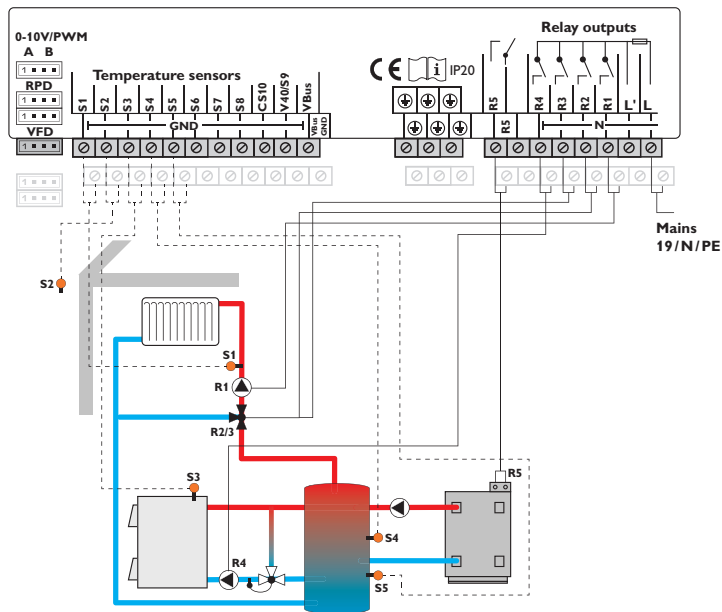 0-10V/PWM
A B
RPD
VFD
Temperature sensors
S1
S2
S3
S4
S5
S6
S7
S8
CS10
V40/S9
VBus
GND
VBus
GND
CE
i
IP20
Relay outputs
R5
R5
R4
R3
R2
R1
L'
L
N
Mains
19/N/PE
S2
S1
R1
R2/3
S3
R5
S4
R4
S5